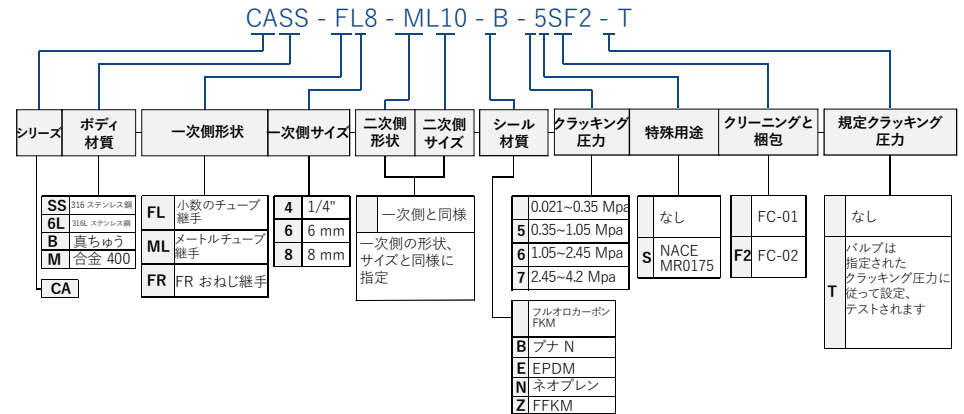 CASS - FL8 - ML10 - B - 5SF2 - T
シリーズ
ボディ
材質
一次側形状
一次側サイズ
二次側
形状
二次側
サイズ
シール
材質
クラッキング
圧力
特殊用途
クリーニングと
梱包
規定クラッキング
圧力
SS 316 ステンレス鋼
6L 316L ステンレス鋼
B 真ちゅう
M 合金 400
CA
FL 小数のチューブ
継手
ML メートルチューブ
継手
FR FR おねじ継手
4 1/4"
6 6 mm
8 8 mm
一次側と同様
一次側の形状、
サイズと同様に
指定
フルオロカーボン
FKM
B ブナ N
E EPDM
N ネオプレン
Z FFKM
0.021~0.35 Mpa
5 0.35~1.05 Mpa
6 1.05~2.45 Mpa
7 2.45~4.2 Mpa
なし
S NACE
MR0175
FC-01
F2 FC-02
なし
T バルブは
指定された
クラッキング圧力に
従って設定、
テストされます